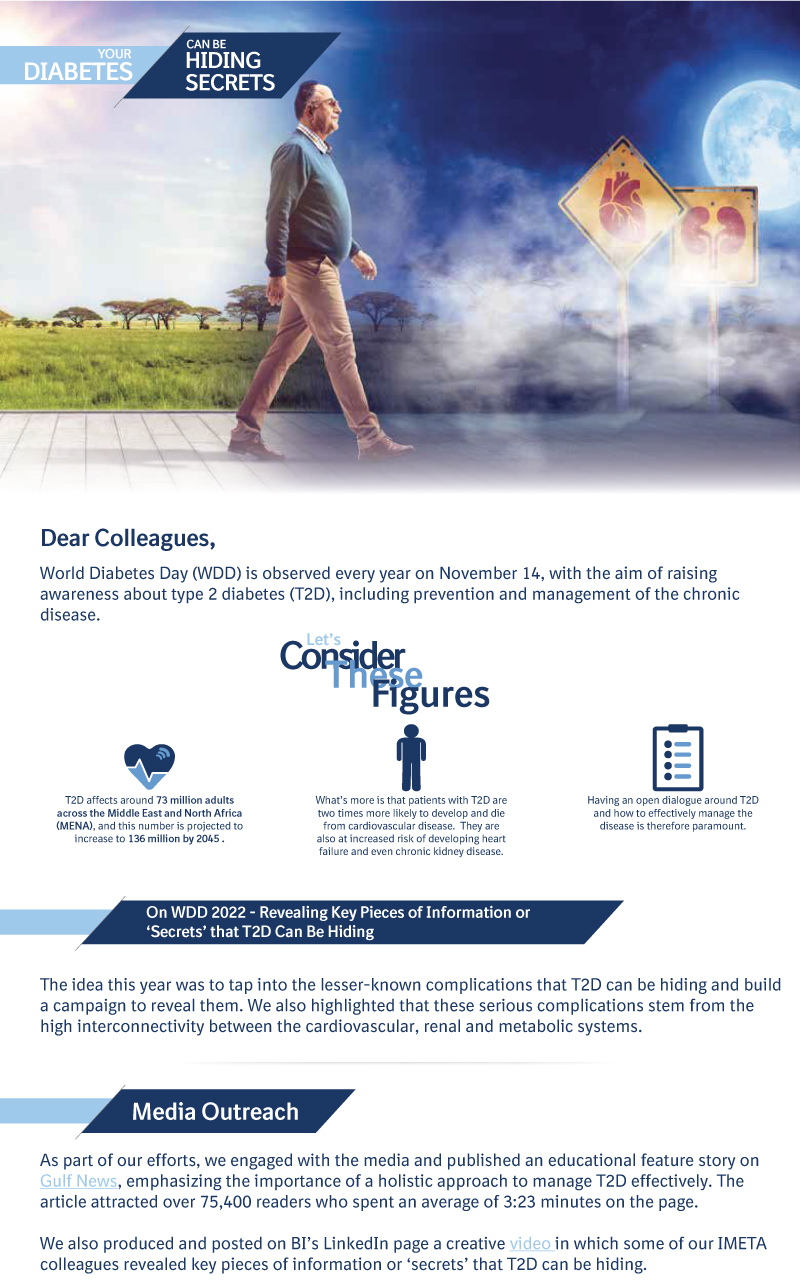 YOUR
DIABETES
CAN BE
HIDING
SECRETS
Dear Colleagues,
World Diabetes Day (WDD) is observed every year on November 14, with the aim of raising
awareness about type 2 diabetes (T2D), including prevention and management of the chronic
disease.
Let's
Consider
These
Figures
T2D affects around 73 million adults
across the Middle East and North Africa
(MENA), and this number is projected to
increase to 136 million by 2045 .
What's more is that patients with T2D are
two times more likely to develop and die
from cardiovascular disease. They are
also at increased risk of developing heart
failure and even chronic kidney disease.
Having an open dialogue around T2D
and how to effectively manage the
disease is therefore paramount.
On WDD 2022 - Revealing Key Pieces of Information or
‘Secrets’ that T2D Can Be Hiding
The idea this year was to tap into the lesser-known complications that T2D can be hiding and build
a campaign to reveal them. We also highlighted that these serious complications stem from the
high interconnectivity between the cardiovascular, renal and metabolic systems.
Media Outreach
As part of our efforts, we engaged with the media and published an educational feature story on
Gulf News, emphasizing the importance of a holistic approach to manage T2D effectively. The
article attracted over 75,400 readers who spent an average of 3:23 minutes on the page.
We also produced and posted on BI’s LinkedIn page a creative video in which some of our IMETA
colleagues revealed key pieces of information or ‘secrets’ that T2D can be hiding.